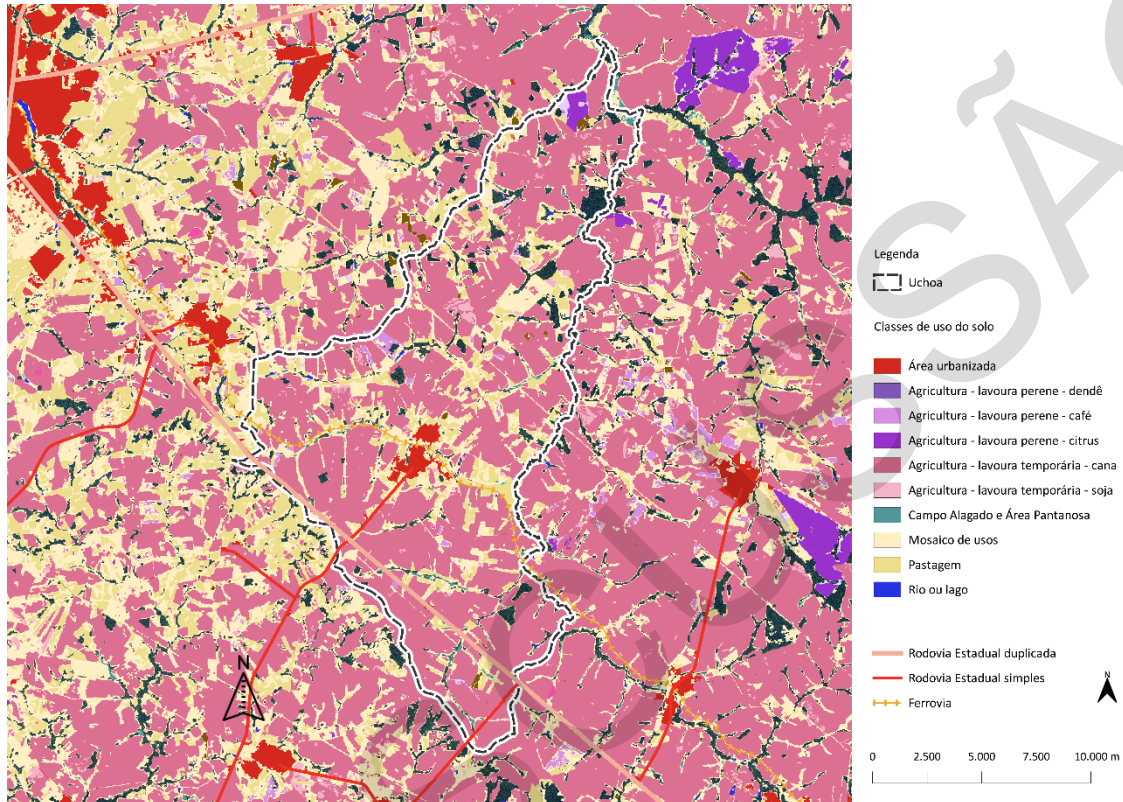 N
Legenda
Uchoa
Classes de uso do solo
Área urbanizada
Agricultura - lavoura perene - dendê
Agricultura - lavoura perene - café
Agricultura - lavoura perene - citrus
Agricultura - lavoura temporária - cana
Agricultura - lavoura temporária - soja
Campo Alagado e Área Pantanosa
Mosaico de usos
Pastagem
Rio ou lago
Rodovia Estadual duplicada
Rodovia Estadual simples
Ferrovia
N
0 2.500 5.000 7.500 10.000 m
CUSSÃO